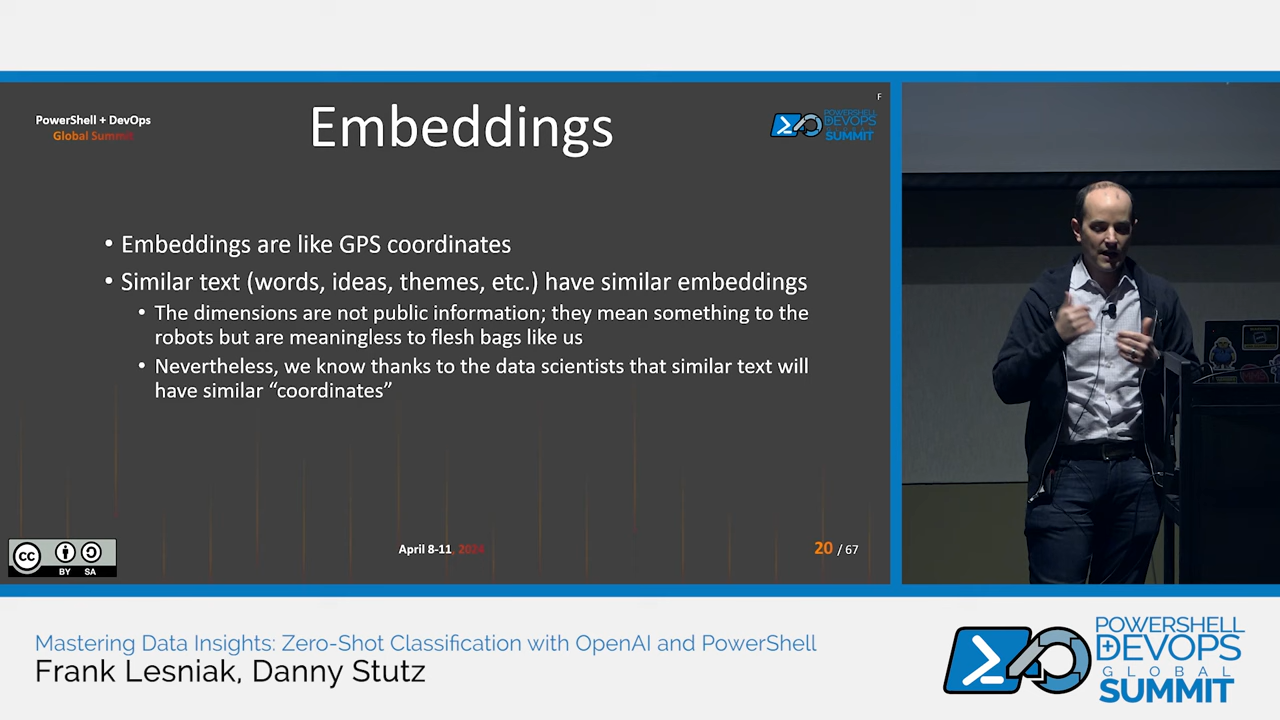 PowerShell + DevOps
Global Summit
Embeddings
F
POWERSHELL
DEVOPS
GLOBAL
SUMMIT
• Embeddings are like GPS coordinates
• Similar text (words, ideas, themes, etc.) have similar embeddings
• The dimensions are not public information; they mean something to the
robots but are meaningless to flesh bags like us
• Nevertheless, we know thanks to the data scientists that similar text will
have similar “coordinates”
cc
BY SA
April 8-11, 2024
20 / 67
Mastering Data Insights: Zero-Shot Classification with OpenAI and PowerShell
Frank Lesniak, Danny Stutz
POWERSHELL
DEVOPS
GLOBAL
SUMMIT